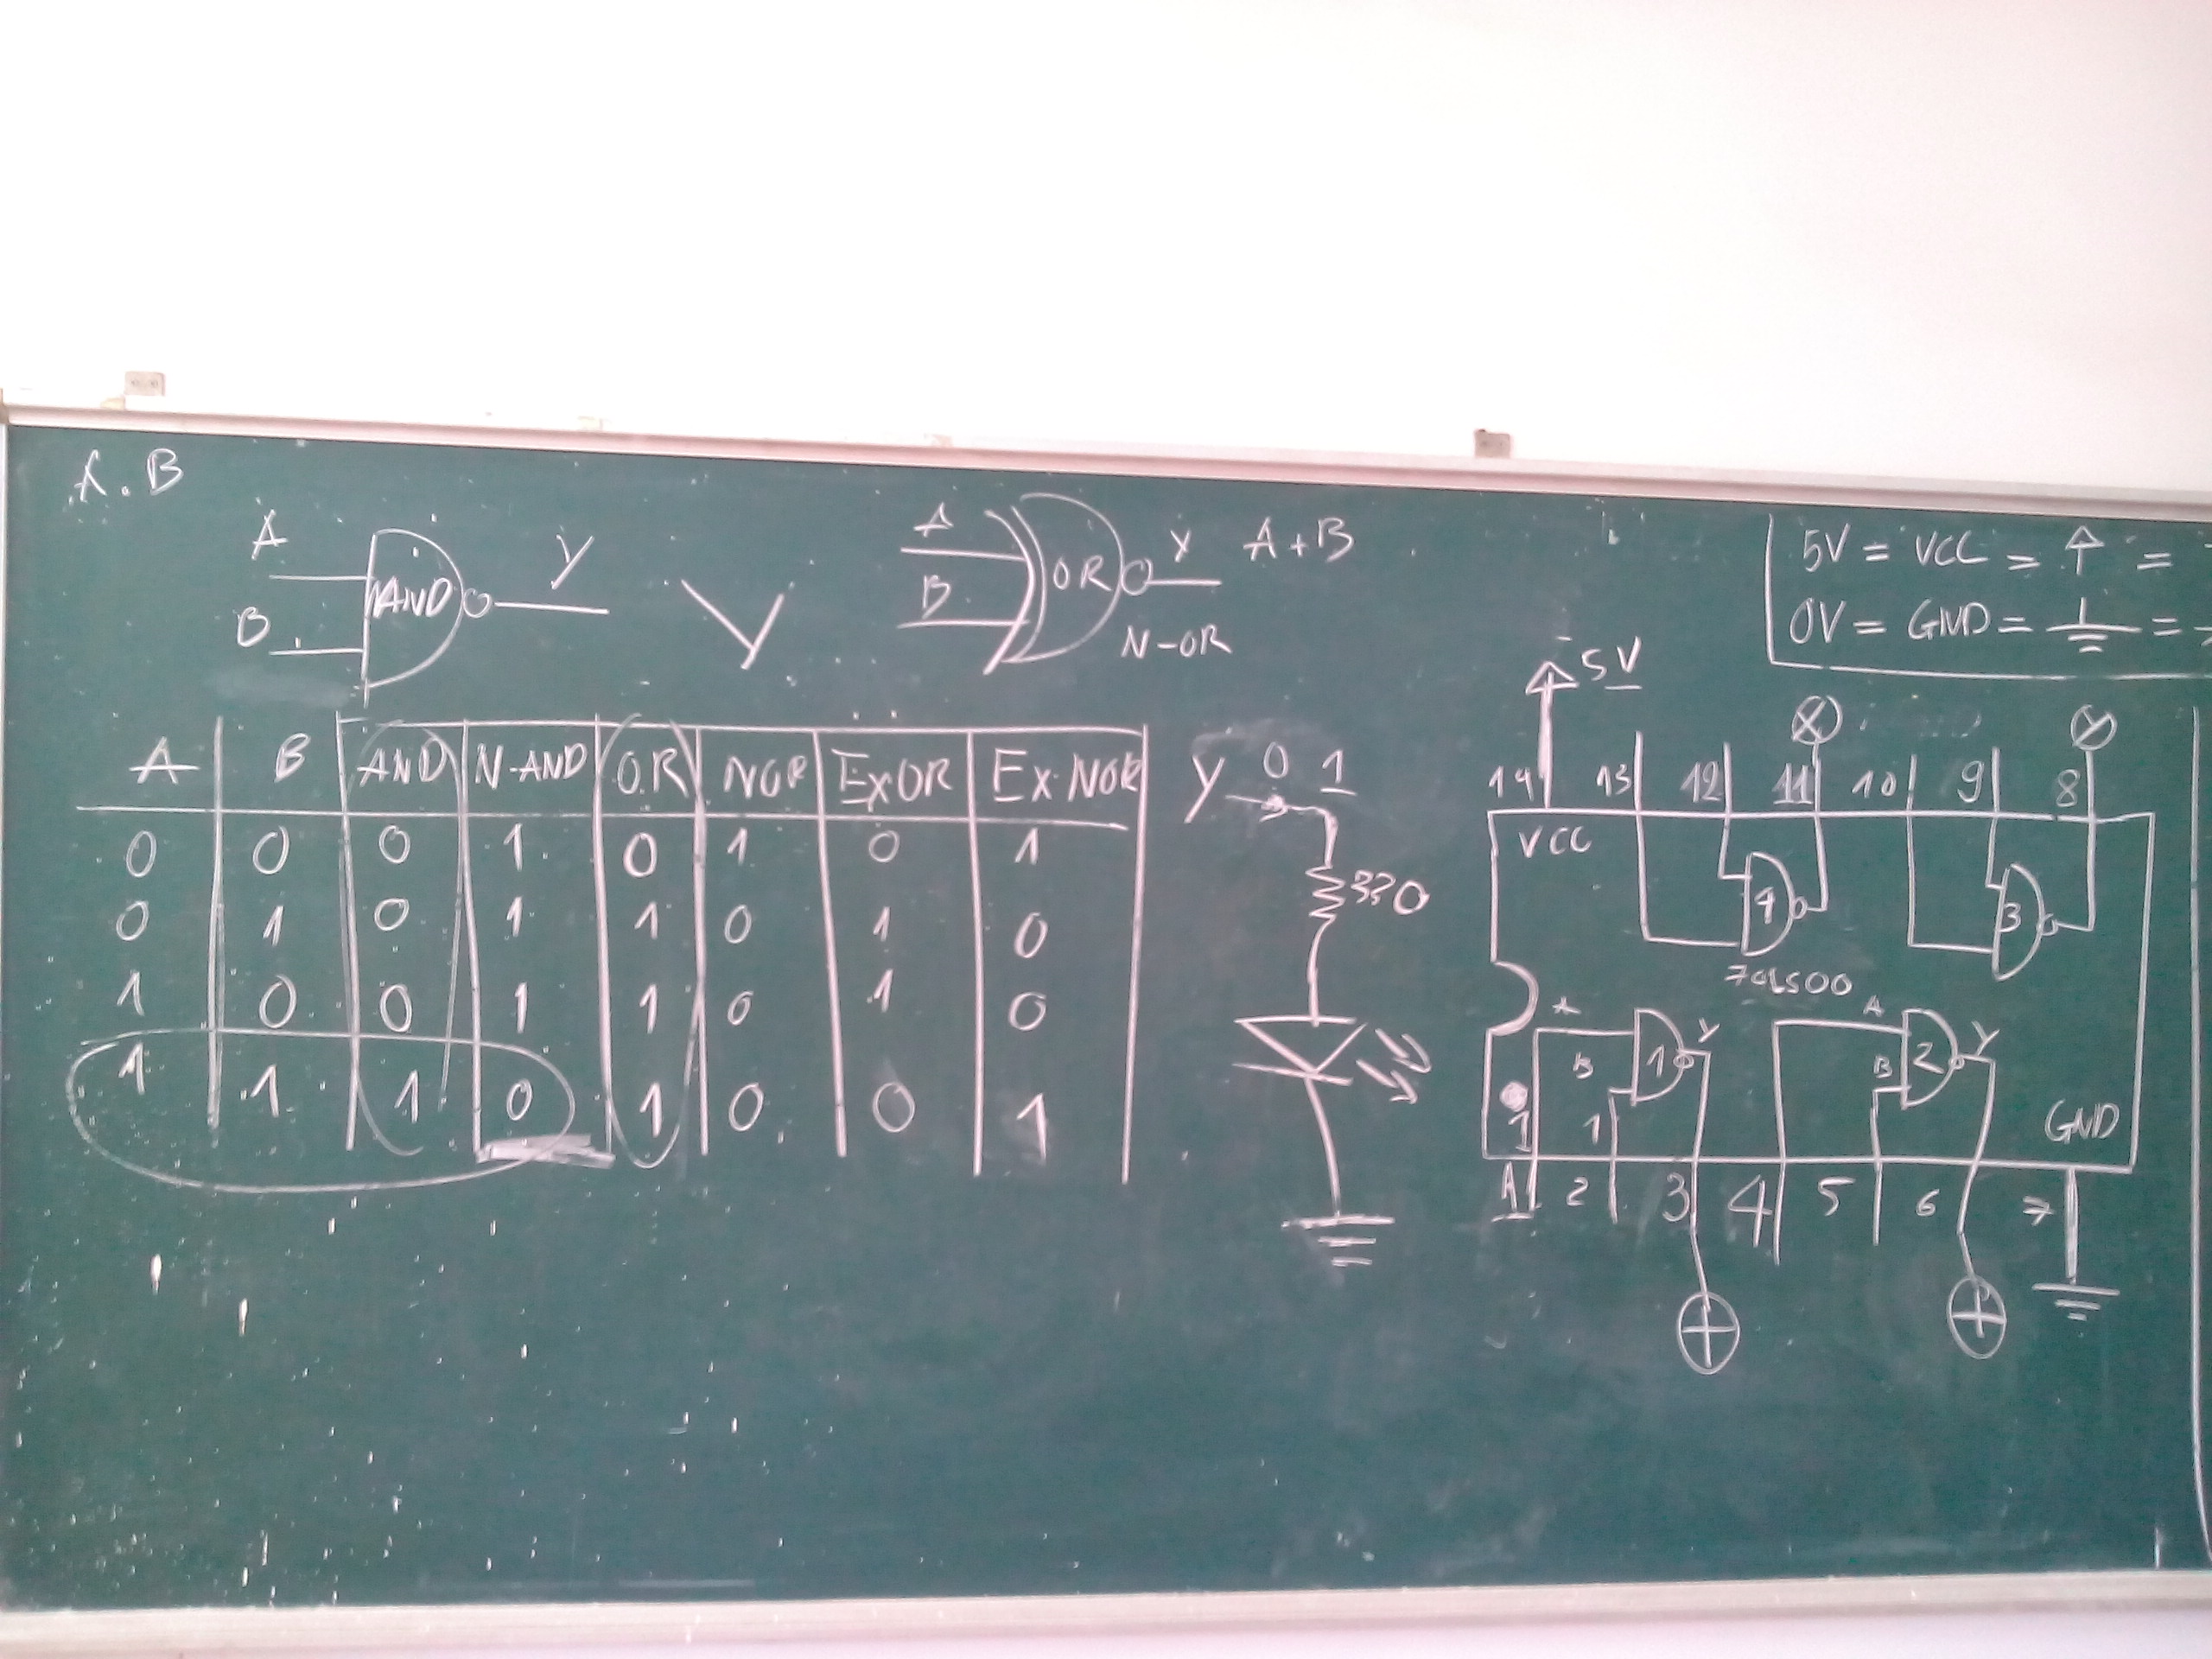 A.B
A
B
AND
Y
A
B
OR
Y
A+B
N-OR
A B AND N-AND OR NOR ExOR Ex NOR
0 0 0 1 0 1 0 1
0 1 0 1 1 0 1 0
1 0 0 1 1 0 1 0
1 1 1 0 1 0 0 1
Y 0 1
330
5V = VCC = =
0V = GND = =
5V
14 13 12 11 10 9 8
VCC
3
74LS00
A B 1 Y
A B 2 Y
1 1
GND
1 2 3 4 5 6 7